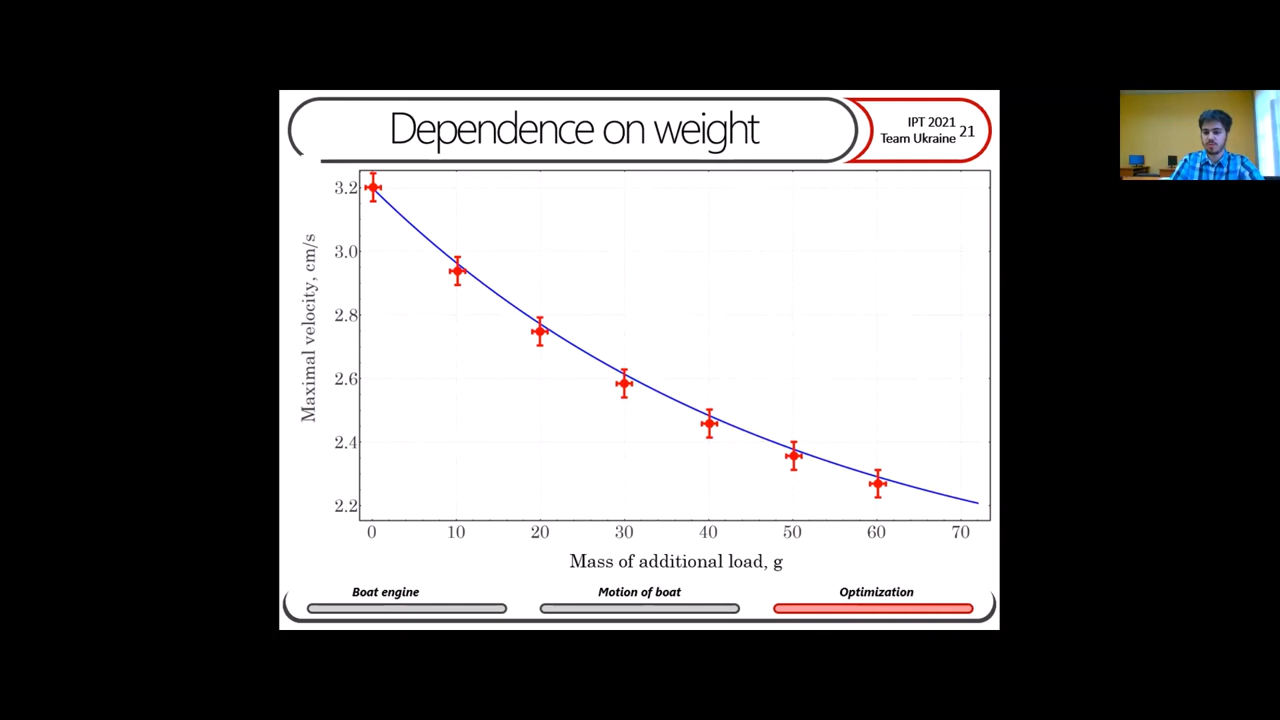 Dependence on weight
IPT 2021
Team Ukraine
21
Maximal velocity, cm/s
3.2
3.0
2.8
2.6
2.4
2.2
0 10 20 30 40 50 60 70
Mass of additional load, g
Boat engine
Motion of boat
Optimization